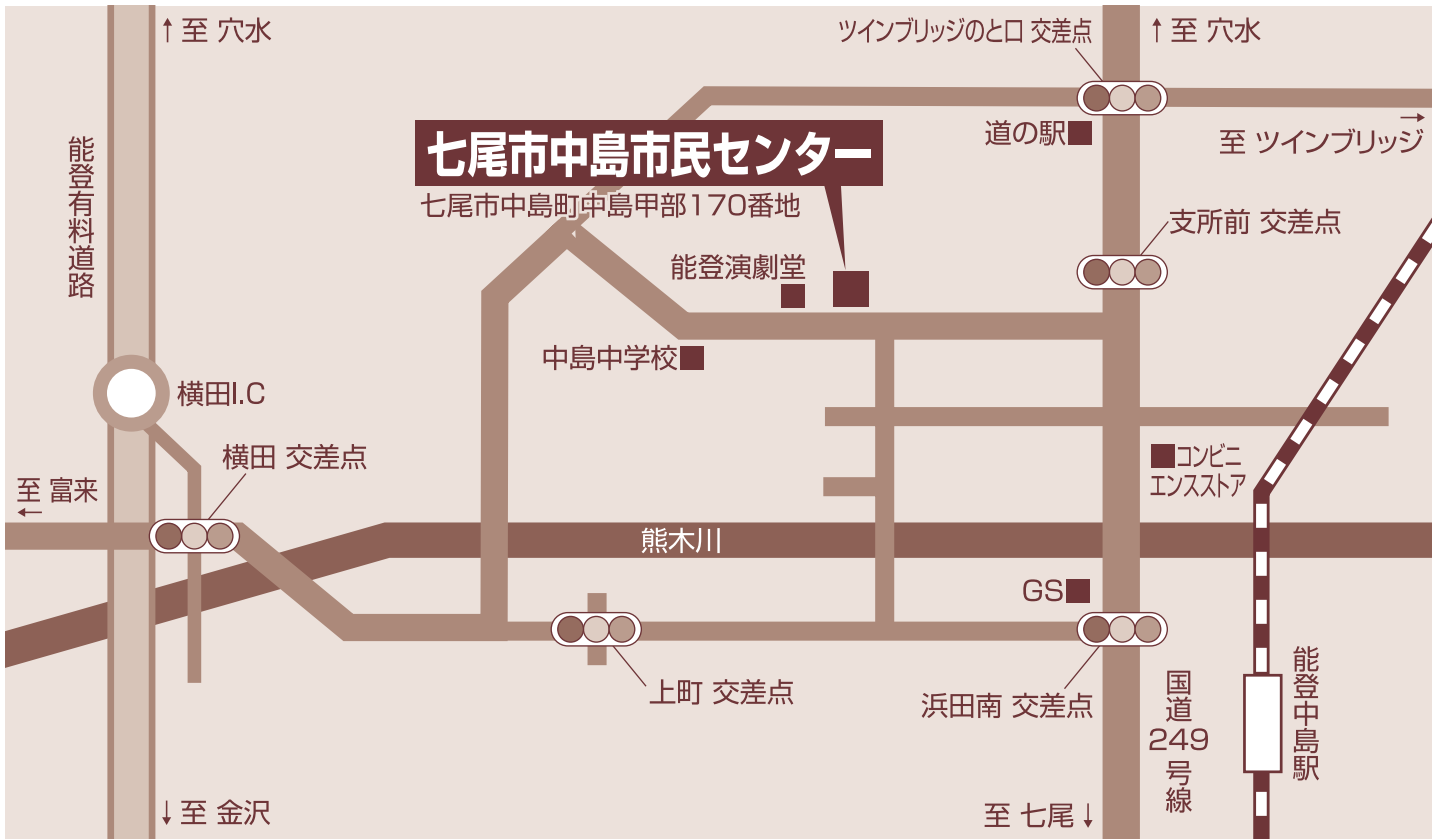 ↑至 穴水
ツインブリッジのと口 交差点
↑至 穴水
道の駅
→
至 ツインブリッジ
能登有料道路
七尾市中島市民センター
七尾市中島町中島甲部170番地
支所前 交差点
能登演劇堂
中島中学校
横田I.C
横田 交差点
至 富来
←
コンビニ
エンスストア
熊木川
GS
上町 交差点
浜田南 交差点
国道249号線
能登中島駅
↓至 金沢
至 七尾↓